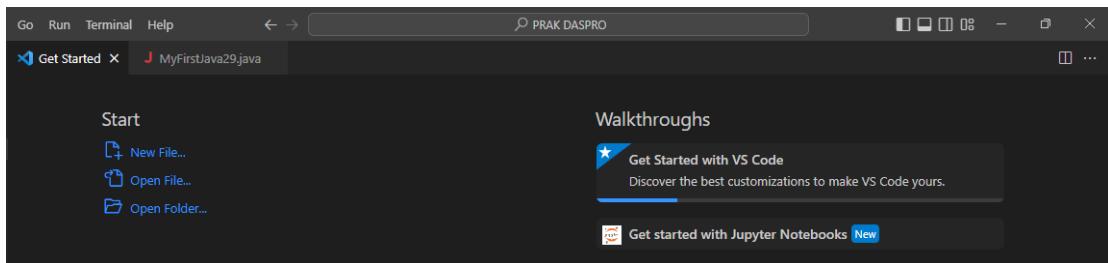 Go Run Terminal Help PRAK DASPRO
Get Started MyFirstJava29.java
Start
New File...
Open File...
Open Folder...
Walkthroughs
Get Started with VS Code
Discover the best customizations to make VS Code yours.
Get started with Jupyter Notebooks New